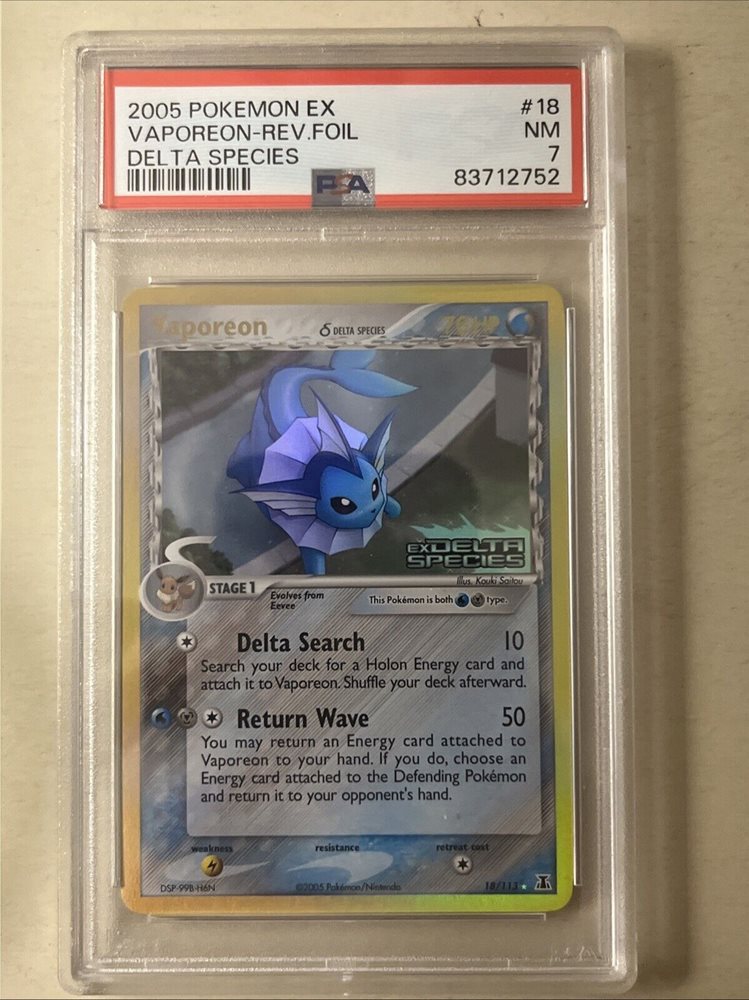 2005 POKEMON EX #18
VAPOREON-REV.FOIL NM
DELTA SPECIES 7
PSA 83712752
Vaporeon δ DELTA SPECIES
EX DELTA
SPECIES
Illus. Kouki Saitou
STAGE 1
Evolves from
Eevee
This Pokémon is both type.
Delta Search 10
Search your deck for a Holon Energy card and
attach it to Vaporeon. Shuffle your deck afterward.
Return Wave 50
You may return an Energy card attached to
Vaporeon to your hand. If you do, choose an
Energy card attached to the Defending Pokémon
and return it to your opponent's hand.
weakness resistance retreat cost
DSP-99B-H6N ©2005 Pokémon/Nintendo 18/113